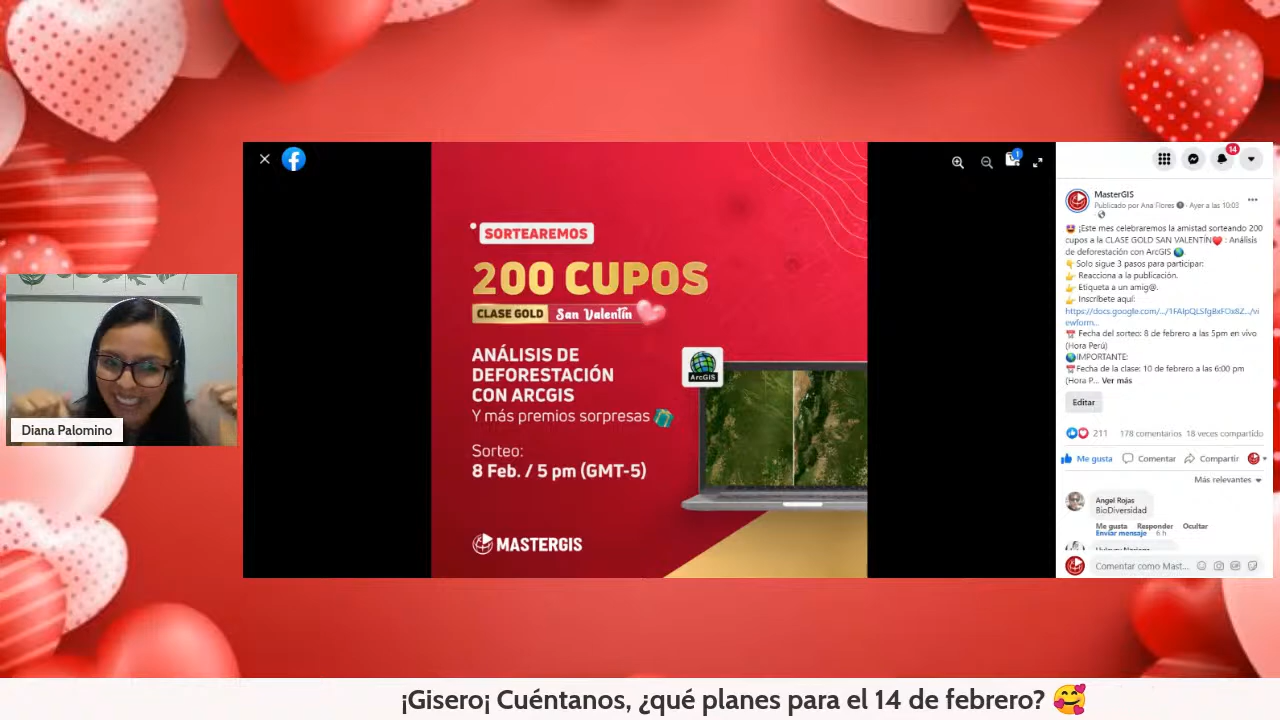 SORTEAREMOS
200 CUPOS
CLASE GOLD San Valentín
ANÁLISIS DE
DEFORESTACIÓN
CON ARCGIS
Y más premios sorpresas
Sorteo:
8 Feb. / 5 pm (GMT-5)
ArcGIS
MASTERGIS
1
14
MasterGIS
Publicado por Ana Flores · Ayer a las 10:03
¡Este mes celebraremos la amistad sorteando 200
cupos a la CLASE GOLD SAN VALENTÍN❤️ : Análisis
de deforestación con ArcGIS 🌎.
👇Solo sigue 3 pasos para participar:
👉 Reacciona a la publicación.
👉 Etiqueta a un amig@.
👉 Inscríbete aquí:
📅 Fecha del sorteo: 8 de febrero a las 5pm en vivo
(Hora Perú)
🌎IMPORTANTE:
📅Fecha de la clase: 10 de febrero a las 6:00 pm
(Hora P... Ver más
Editar
211 178 comentarios 18 veces compartido
Me gusta Comentar Compartir
Más relevantes
Angel Rojas
BioDiversidad
Me gusta Responder Ocultar
Enviar mensaje 6 h
Comentar como Mast...
Diana Palomino
¡Gisero¡ Cuéntanos, ¿qué planes para el 14 de febrero? 🥰